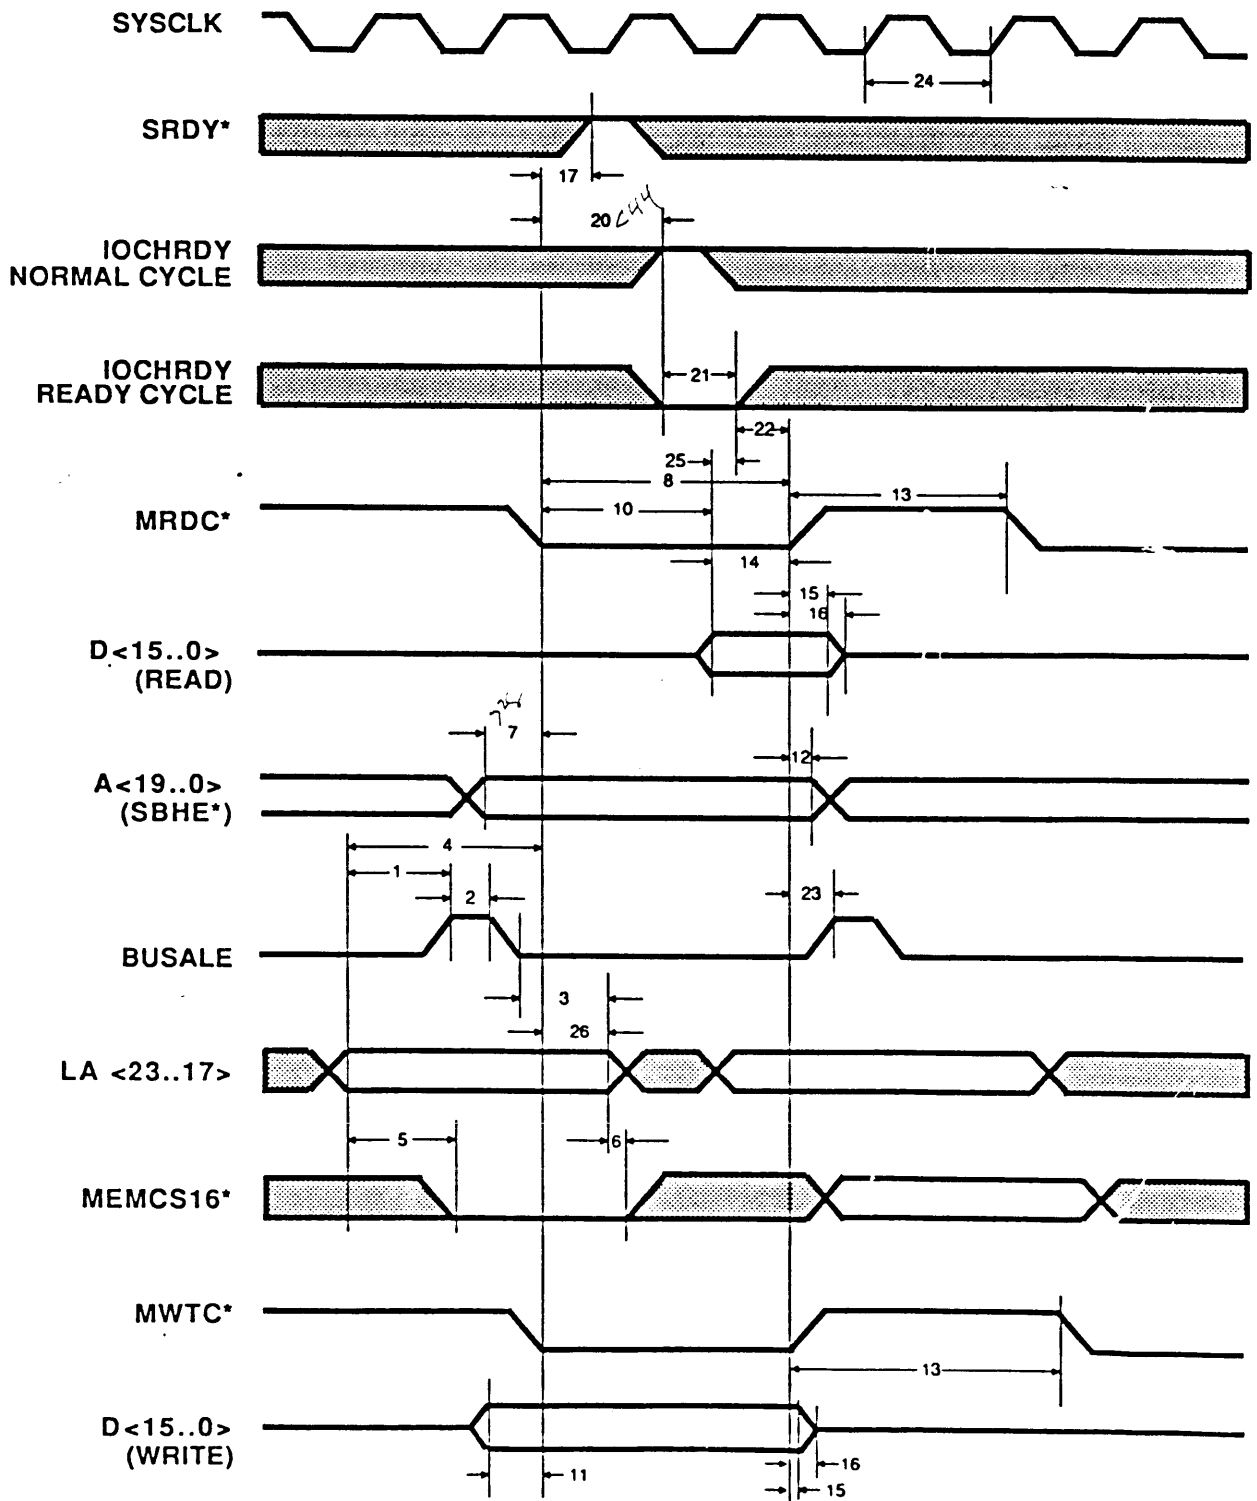 SYSCLK
24
SRDY*
17
20 <44
IOCHRDY
NORMAL CYCLE
IOCHRDY
READY CYCLE
21
22
25
8
10
13
MRDC*
14
15
16
D<15..0>
(READ)
7
12
A<19..0>
(SBHE*)
4
1
2
23
BUSALE
3
26
LA <23..17>
5
6
MEMCS16*
MWTC*
13
D<15..0>
(WRITE)
11
16
15